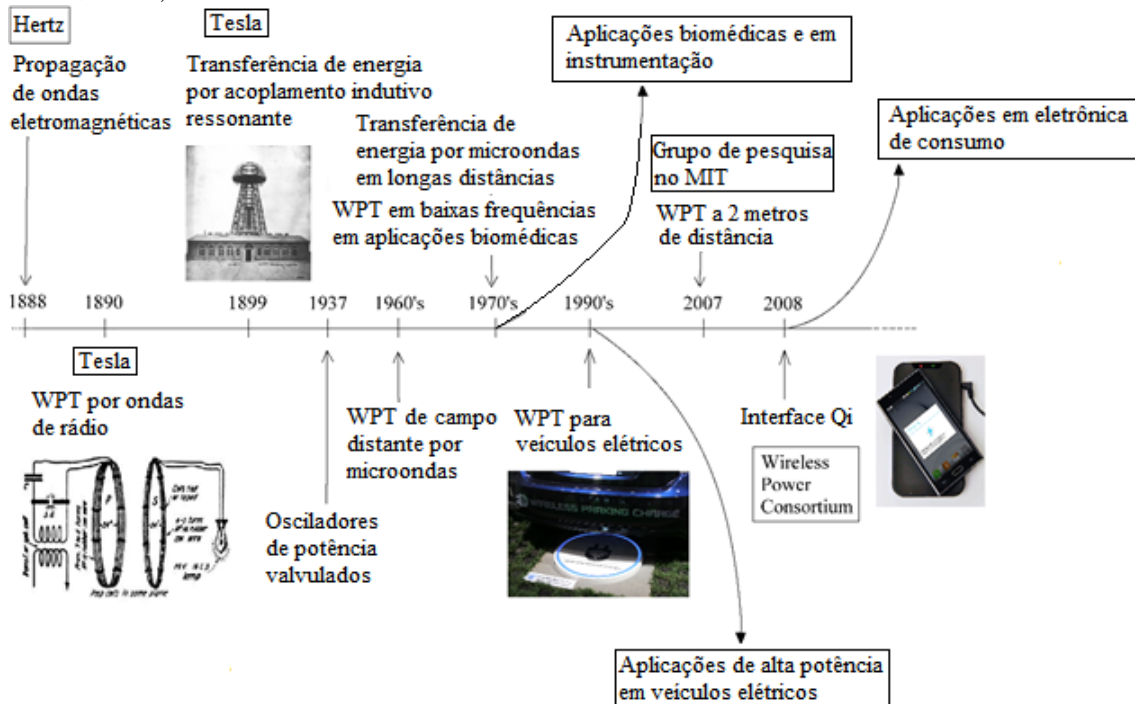 Hertz
Propagação
de ondas
eletromagnéticas
Tesla
Transferência de energia
por acoplamento indutivo
ressonante
Transferência de
energia por microondas
em longas distâncias
WPT em baixas frequências
em aplicações biomédicas
Aplicações biomédicas e em
instrumentação
Grupo de pesquisa
no MIT
WPT a 2 metros
de distância
Aplicações em eletrônica
de consumo
1888
1890
1899
1937
1960's
1970's
1990's
2007
2008
Tesla
WPT por ondas
de rádio
P
S
lamp
Osciladores
de potência
valvulados
WPT de campo
distante por
microondas
WPT para
veículos elétricos
WIRELESS PARKING CHARGE
Interface Qi
Wireless
Power
Consortium
Aplicações de alta potência
em veículos elétricos